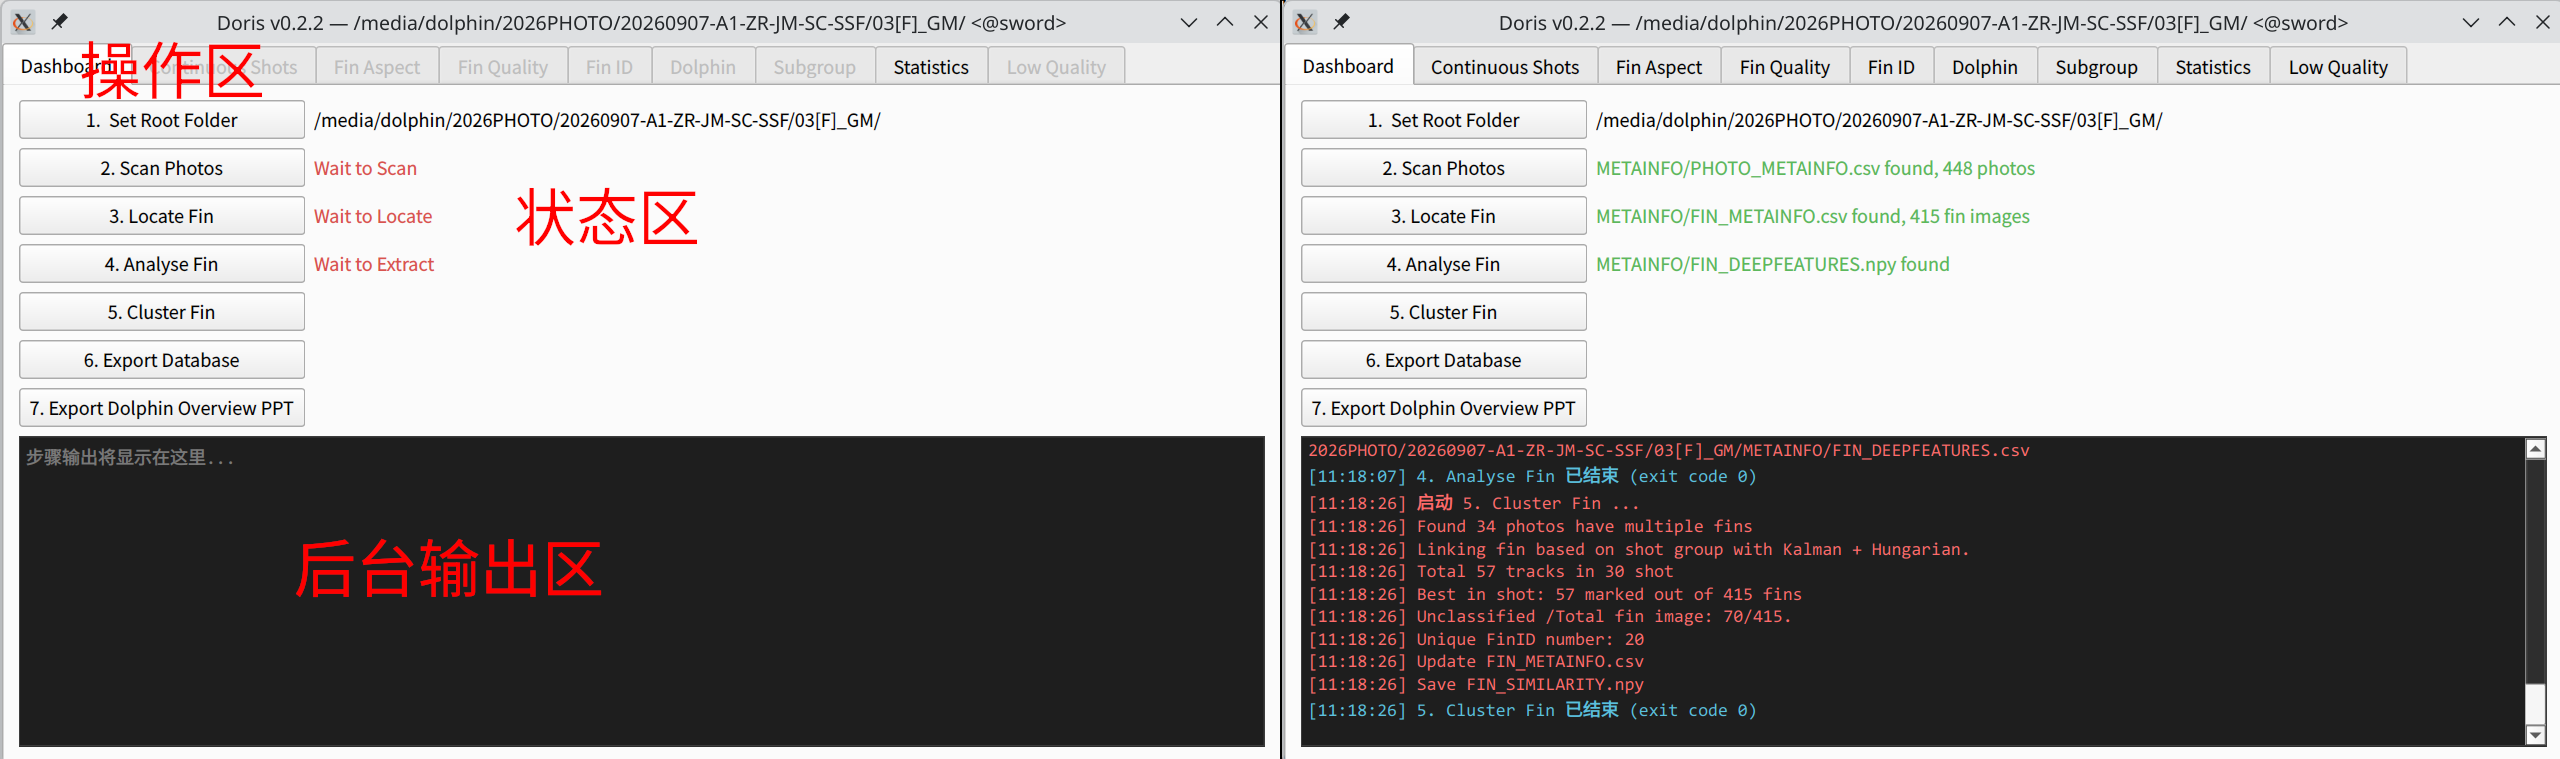 Doris v0.2.2 — /media/dolphin/2026PHOTO/20260907-A1-ZR-JM-SC-SSF/03[F]_GM/ <@sword>
操作区
Dashboard Continuous Shots Fin Aspect Fin Quality Fin ID Dolphin Subgroup Statistics Low Quality
1. Set Root Folder /media/dolphin/2026PHOTO/20260907-A1-ZR-JM-SC-SSF/03[F]_GM/
2. Scan Photos Wait to Scan
状态区
3. Locate Fin Wait to Locate
4. Analyse Fin Wait to Extract
5. Cluster Fin
6. Export Database
7. Export Dolphin Overview PPT
步骤输出将显示在这里...
后台输出区
Doris v0.2.2 — /media/dolphin/2026PHOTO/20260907-A1-ZR-JM-SC-SSF/03[F]_GM/ <@sword>
Dashboard Continuous Shots Fin Aspect Fin Quality Fin ID Dolphin Subgroup Statistics Low Quality
1. Set Root Folder /media/dolphin/2026PHOTO/20260907-A1-ZR-JM-SC-SSF/03[F]_GM/
2. Scan Photos METAINFO/PHOTO_METAINFO.csv found, 448 photos
3. Locate Fin METAINFO/FIN_METAINFO.csv found, 415 fin images
4. Analyse Fin METAINFO/FIN_DEEPFEATURES.npy found
5. Cluster Fin
6. Export Database
7. Export Dolphin Overview PPT
2026PHOTO/20260907-A1-ZR-JM-SC-SSF/03[F]_GM/METAINFO/FIN_DEEPFEATURES.csv
[11:18:07] 4. Analyse Fin 已结束 (exit code 0)
[11:18:26] 启动 5. Cluster Fin ...
[11:18:26] Found 34 photos have multiple fins
[11:18:26] Linking fin based on shot group with Kalman + Hungarian.
[11:18:26] Total 57 tracks in 30 shot
[11:18:26] Best in shot: 57 marked out of 415 fins
[11:18:26] Unclassified /Total fin image: 70/415.
[11:18:26] Unique FinID number: 20
[11:18:26] Update FIN_METAINFO.csv
[11:18:26] Save FIN_SIMILARITY.npy
[11:18:26] 5. Cluster Fin 已结束 (exit code 0)